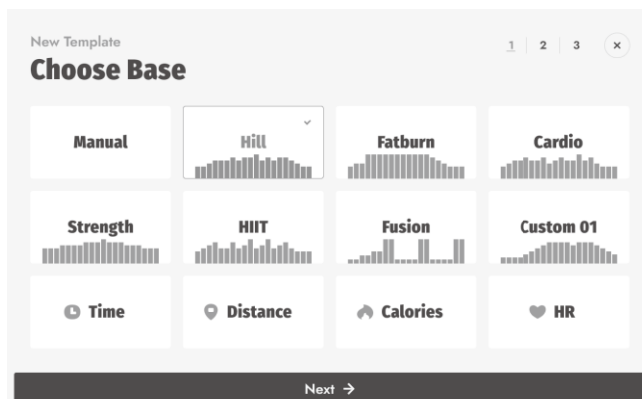 New Template
1 2 3 ×
Choose Base
Manual
Hill
Fatburn
Cardio
Strength
HIIT
Fusion
Custom 01
Time
Distance
Calories
HR
Next →